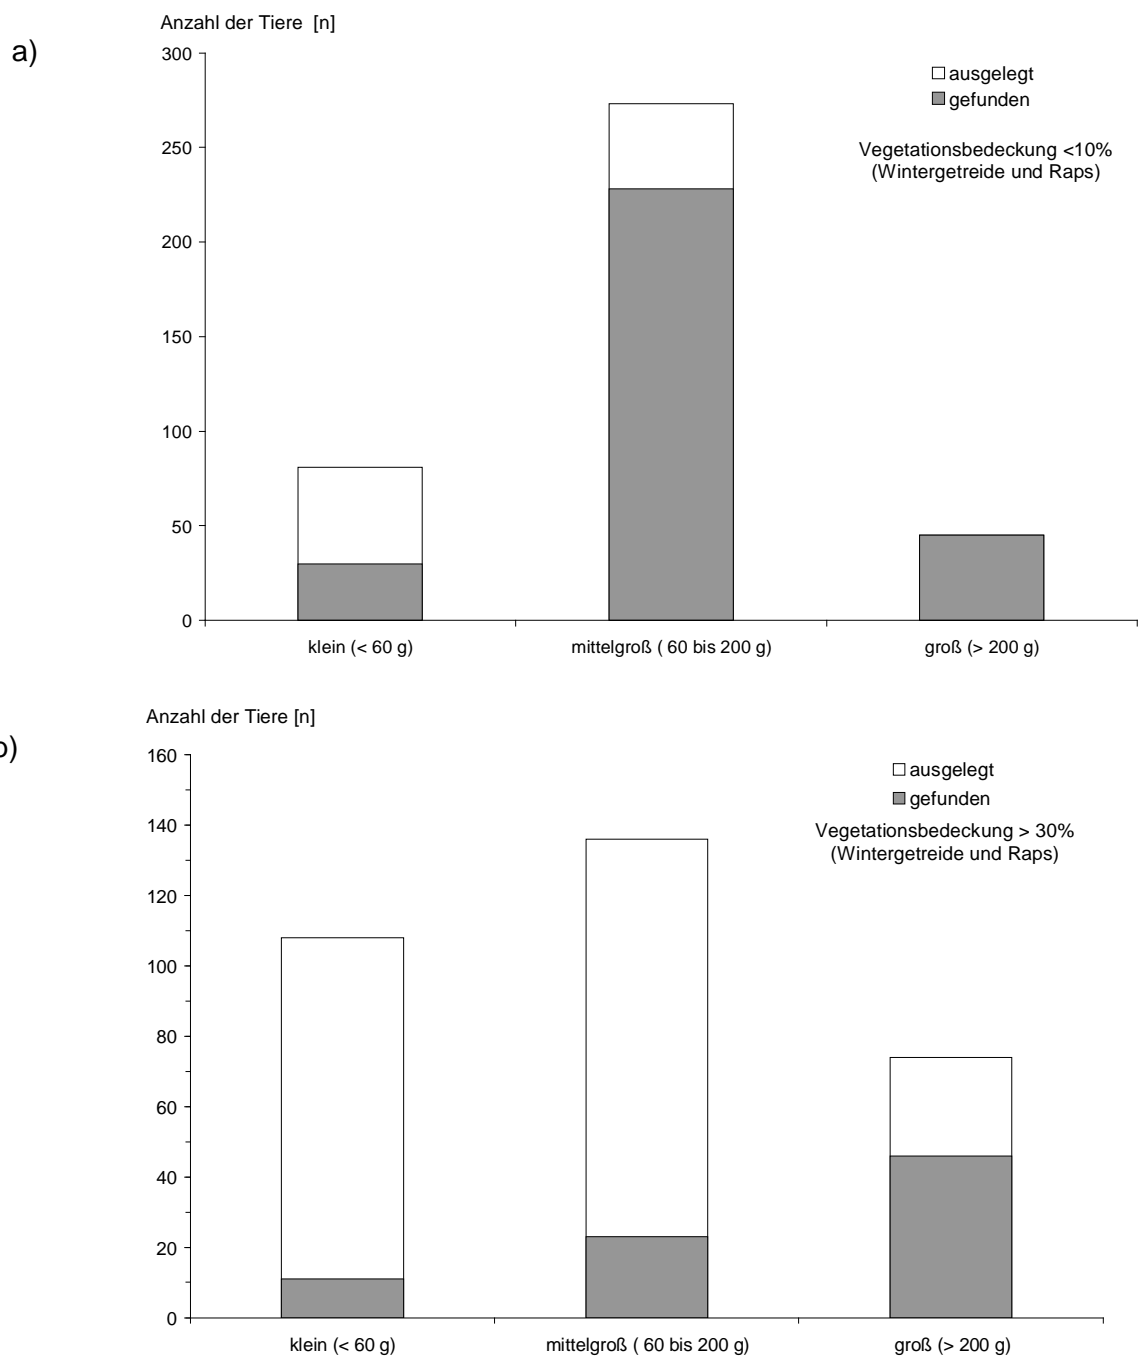 Anzahl der Tiere [n]
a)
300
250
200
150
100
50
0
ausgelegt
gefunden
Vegetationsbedeckung <10%
(Wintergetreide und Raps)
klein (< 60 g)
mittelgroß ( 60 bis 200 g)
groß (> 200 g)
Anzahl der Tiere [n]
b)
160
140
120
100
80
60
40
20
0
ausgelegt
gefunden
Vegetationsbedeckung > 30%
(Wintergetreide und Raps)
klein (< 60 g)
mittelgroß ( 60 bis 200 g)
groß (> 200 g)